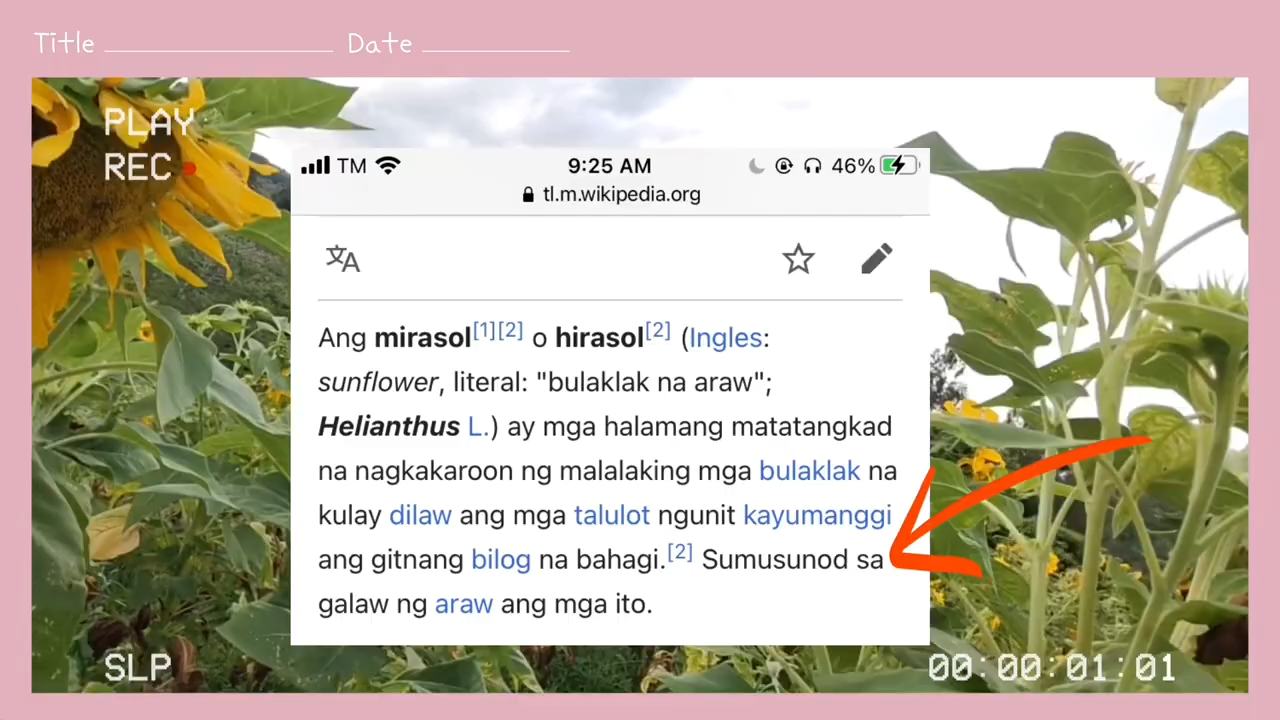 Title Date
PLAY
REC
TM 9:25 AM 46%
tl.m.wikipedia.org
Ang mirasol[1][2] o hirasol[2] (Ingles:
sunflower, literal: "bulaklak na araw";
Helianthus L.) ay mga halamang matatangkad
na nagkakaroon ng malalaking mga bulaklak na
kulay dilaw ang mga talulot ngunit kayumanggi
ang gitnang bilog na bahagi.[2] Sumusunod sa
galaw ng araw ang mga ito.
SLP 00:00:01:01